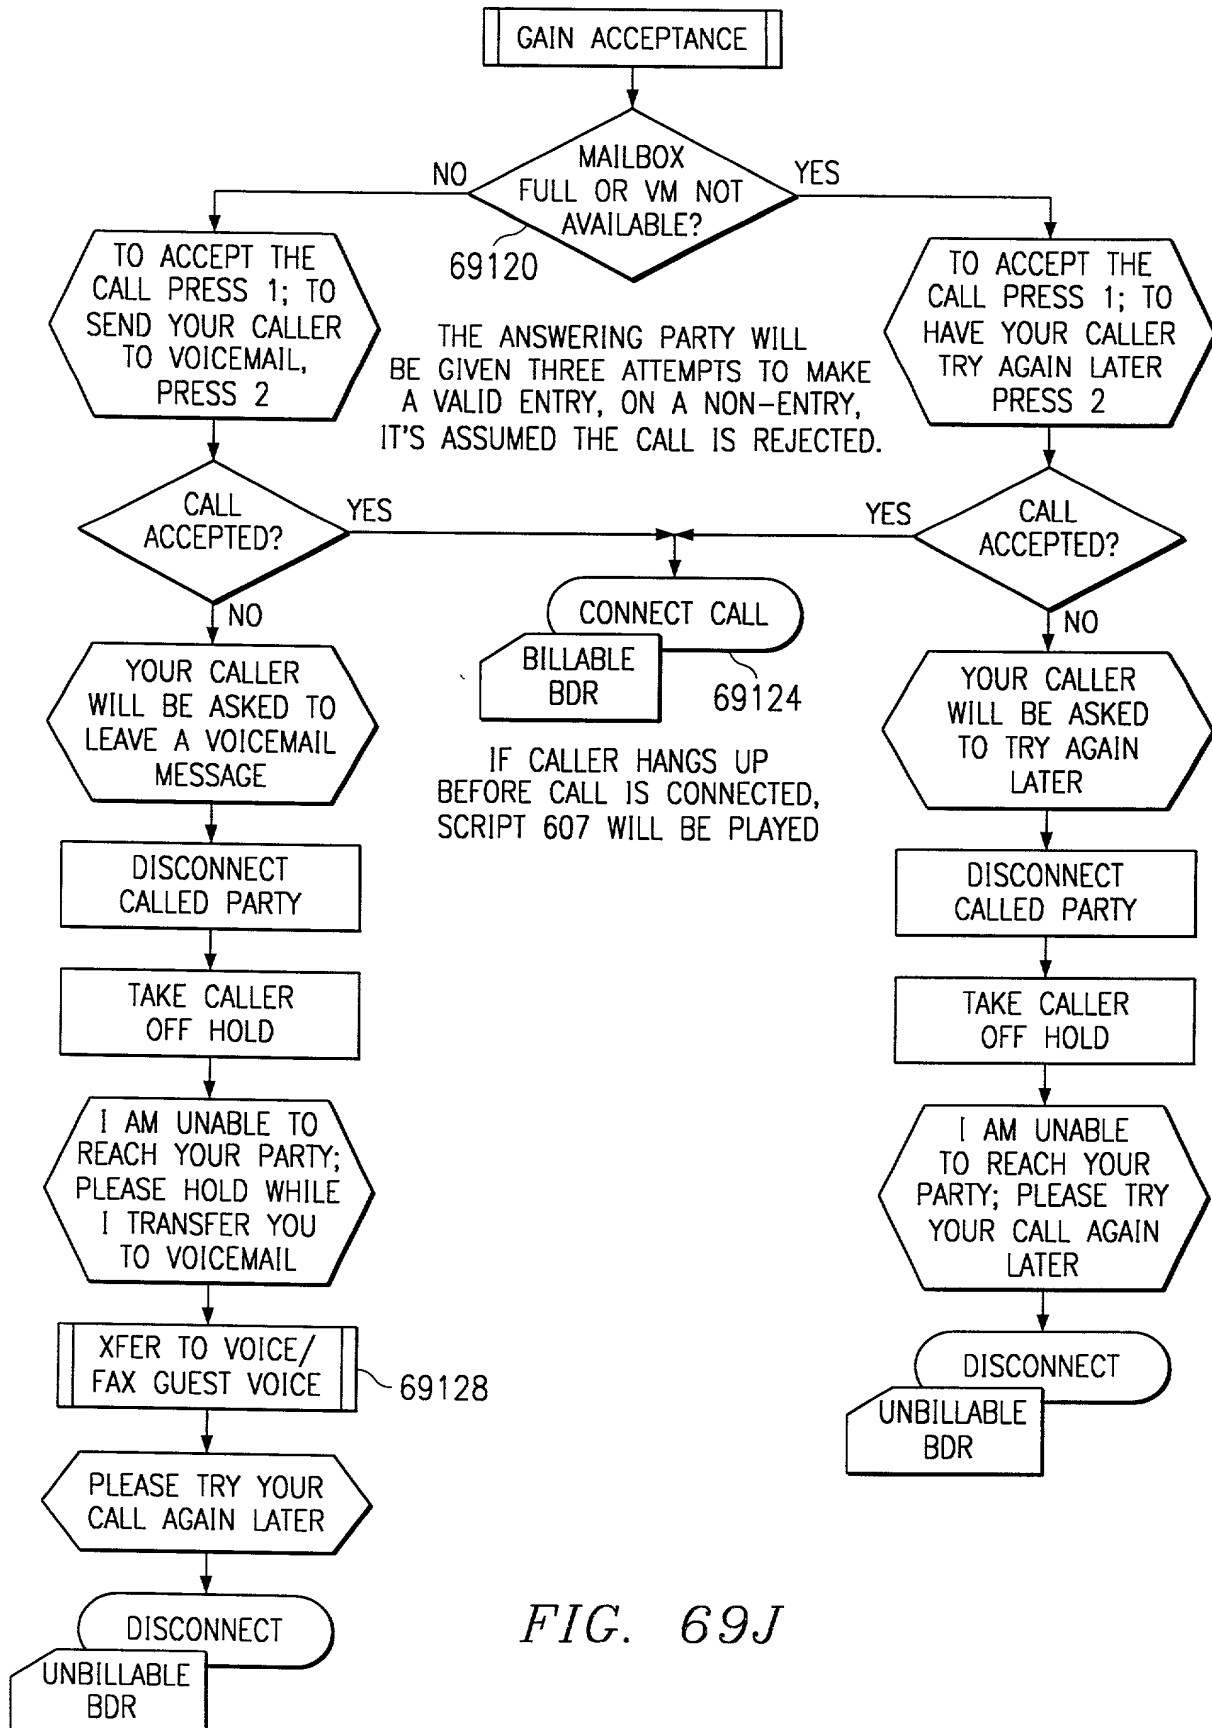 GAIN ACCEPTANCE
MAILBOX
FULL OR VM NOT
AVAILABLE?
NO
YES
69120
TO ACCEPT THE
CALL PRESS 1; TO
SEND YOUR CALLER
TO VOICEMAIL,
PRESS 2
TO ACCEPT THE
CALL PRESS 1; TO
HAVE YOUR CALLER
TRY AGAIN LATER
PRESS 2
THE ANSWERING PARTY WILL
BE GIVEN THREE ATTEMPTS TO MAKE
A VALID ENTRY, ON A NON-ENTRY,
IT'S ASSUMED THE CALL IS REJECTED.
CALL
ACCEPTED?
YES
NO
YES
CALL
ACCEPTED?
NO
CONNECT CALL
BILLABLE
BDR
69124
IF CALLER HANGS UP
BEFORE CALL IS CONNECTED,
SCRIPT 607 WILL BE PLAYED
YOUR CALLER
WILL BE ASKED TO
LEAVE A VOICEMAIL
MESSAGE
DISCONNECT
CALLED PARTY
TAKE CALLER
OFF HOLD
I AM UNABLE TO
REACH YOUR PARTY;
PLEASE HOLD WHILE
I TRANSFER YOU
TO VOICEMAIL
XFER TO VOICE/
FAX GUEST VOICE
69128
PLEASE TRY YOUR
CALL AGAIN LATER
DISCONNECT
UNBILLABLE
BDR
YOUR CALLER
WILL BE ASKED
TO TRY AGAIN
LATER
DISCONNECT
CALLED PARTY
TAKE CALLER
OFF HOLD
I AM UNABLE
TO REACH YOUR
PARTY; PLEASE TRY
YOUR CALL AGAIN
LATER
DISCONNECT
UNBILLABLE
BDR
FIG. 69J